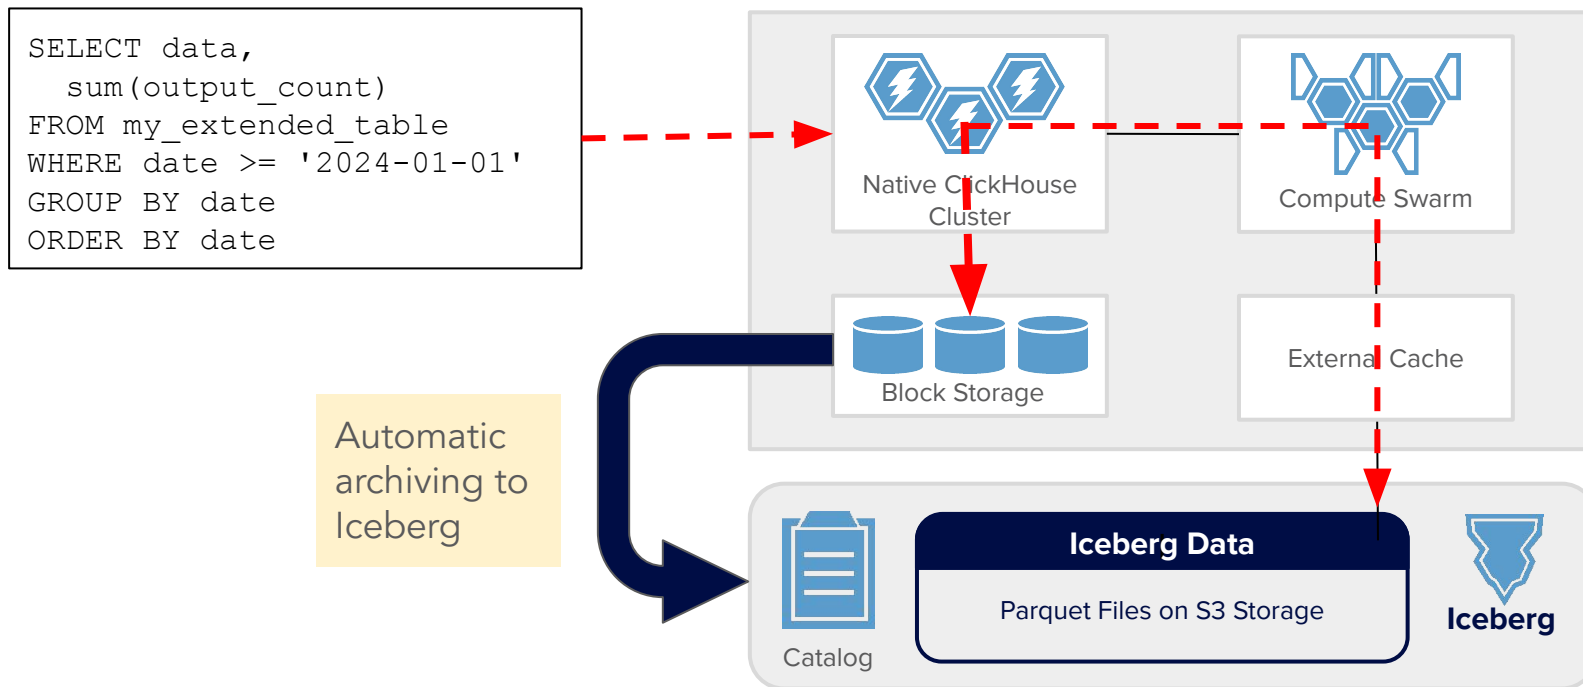 SELECT data,
  sum(output_count)
FROM my_extended_table
WHERE date >= '2024-01-01'
GROUP BY date
ORDER BY date
Native ClickHouse
Cluster
Compute Swarm
Block Storage
External Cache
Automatic
archiving to
Iceberg
Catalog
Iceberg Data
Parquet Files on S3 Storage
Iceberg